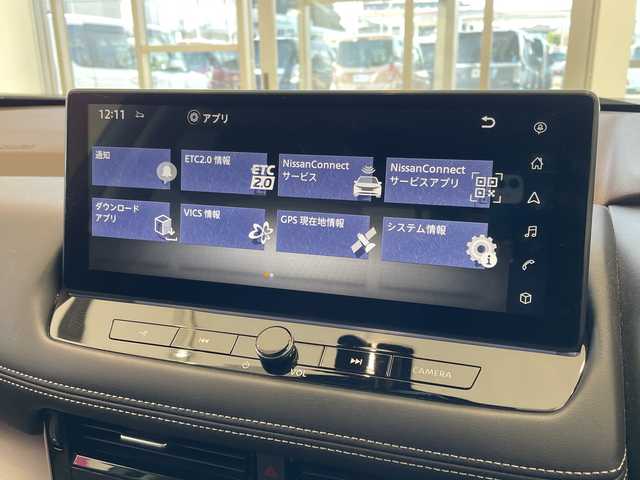 12:11
アプリ
通知
ETC2.0 情報
ETC
2.0
NissanConnect
サービス
NissanConnect
サービスアプリ
ダウンロード
アプリ
VICS 情報
GPS 現在地情報
システム情報
VOL
CAMERA